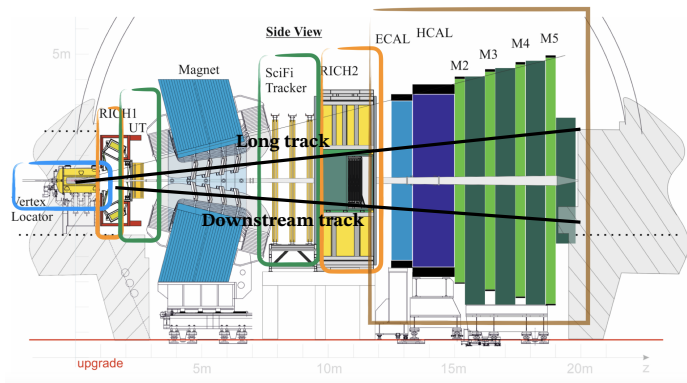 Side View
ECAL
HCAL
M2
M3
M4
M5
5m
Magnet
SciFi
Tracker
RICH2
RICH1
UT
Long track
Vertex
Locator
Downstream track
upgrade
5m
10m
15m
20m
z